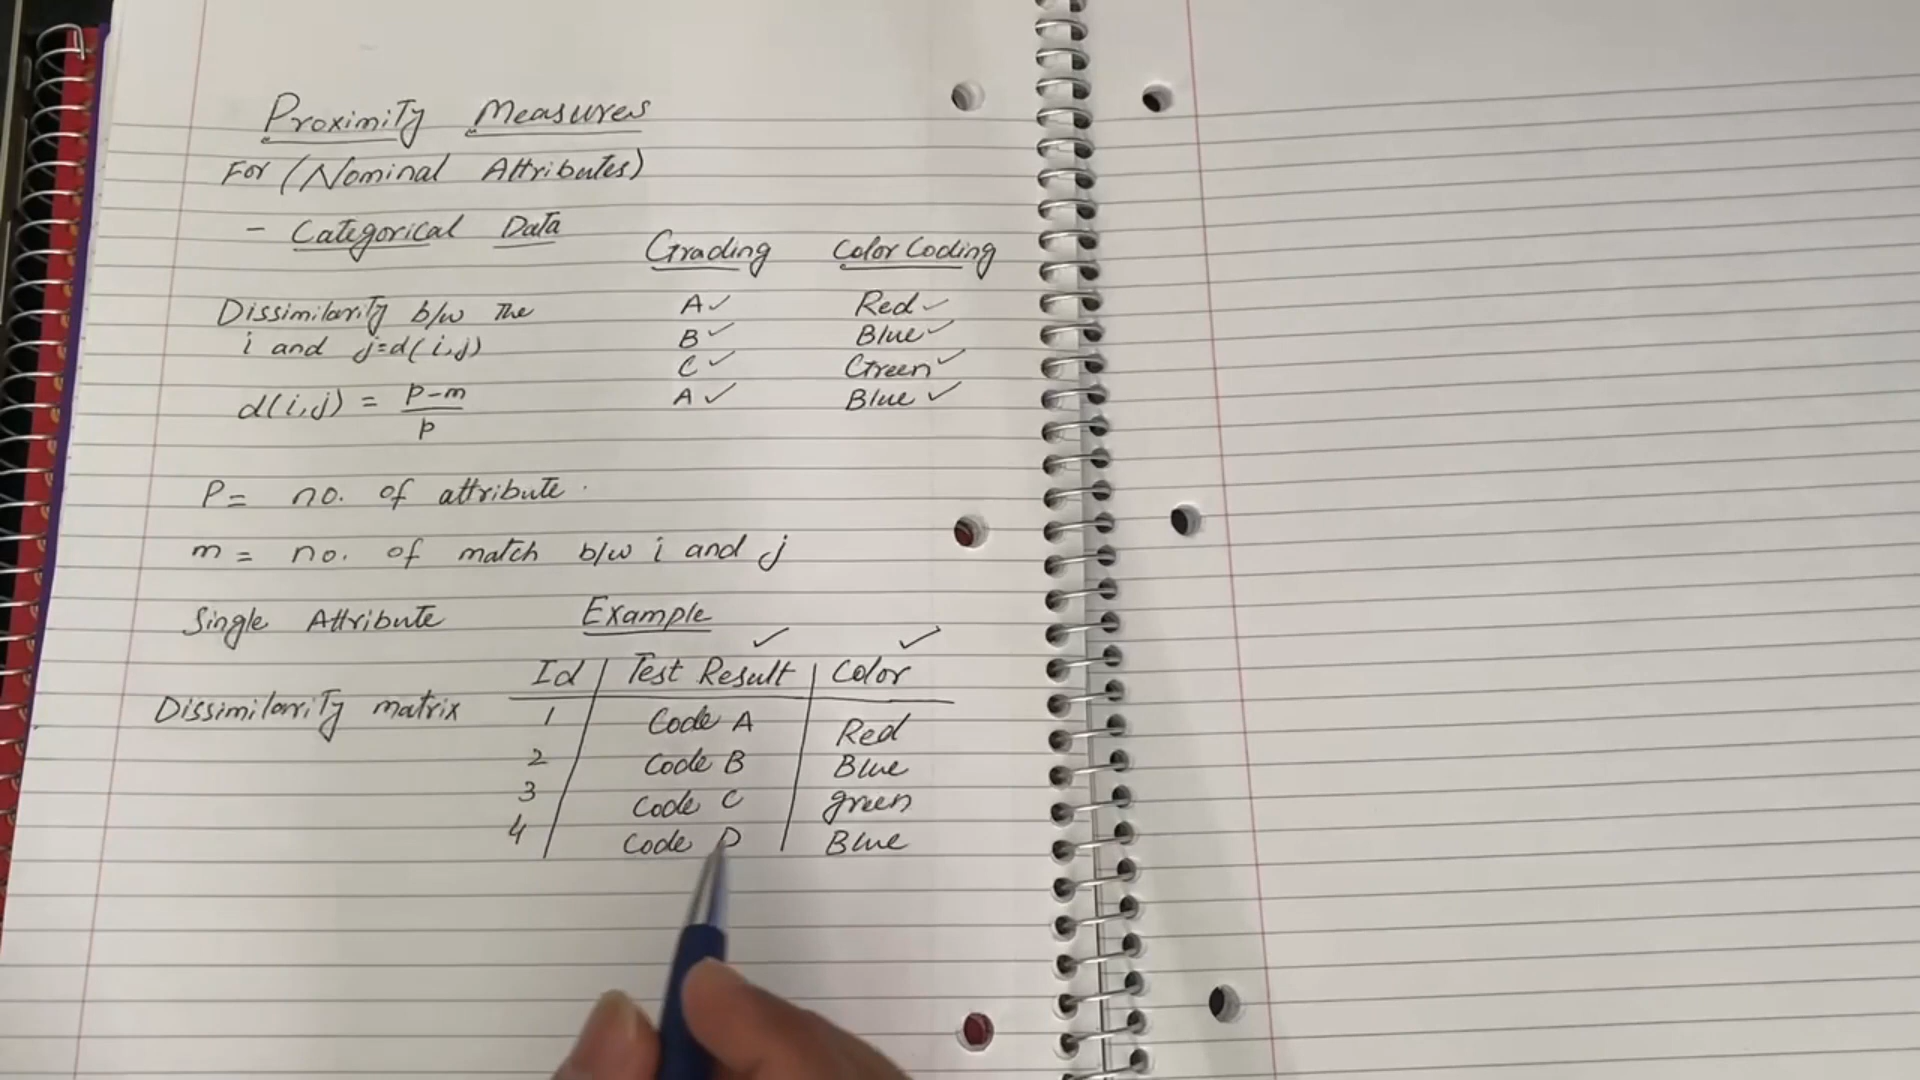 Proximity Measures
For (Nominal Attributes)
- Categorical Data
Grading Color Coding
Dissimilarity b/w the
i and j=d(i,j)
d(i,j) = p-m
p
A✓ Red✓
B✓ Blue✓
C✓ Green✓
A✓ Blue✓
P = no. of attribute.
m = no. of match b/w i and j
Single Attribute Example
Dissimilarity matrix
Id | Test Result ✓ | Color ✓
1 Code A Red
2 Code B Blue
3 Code C green
4 Code D Blue